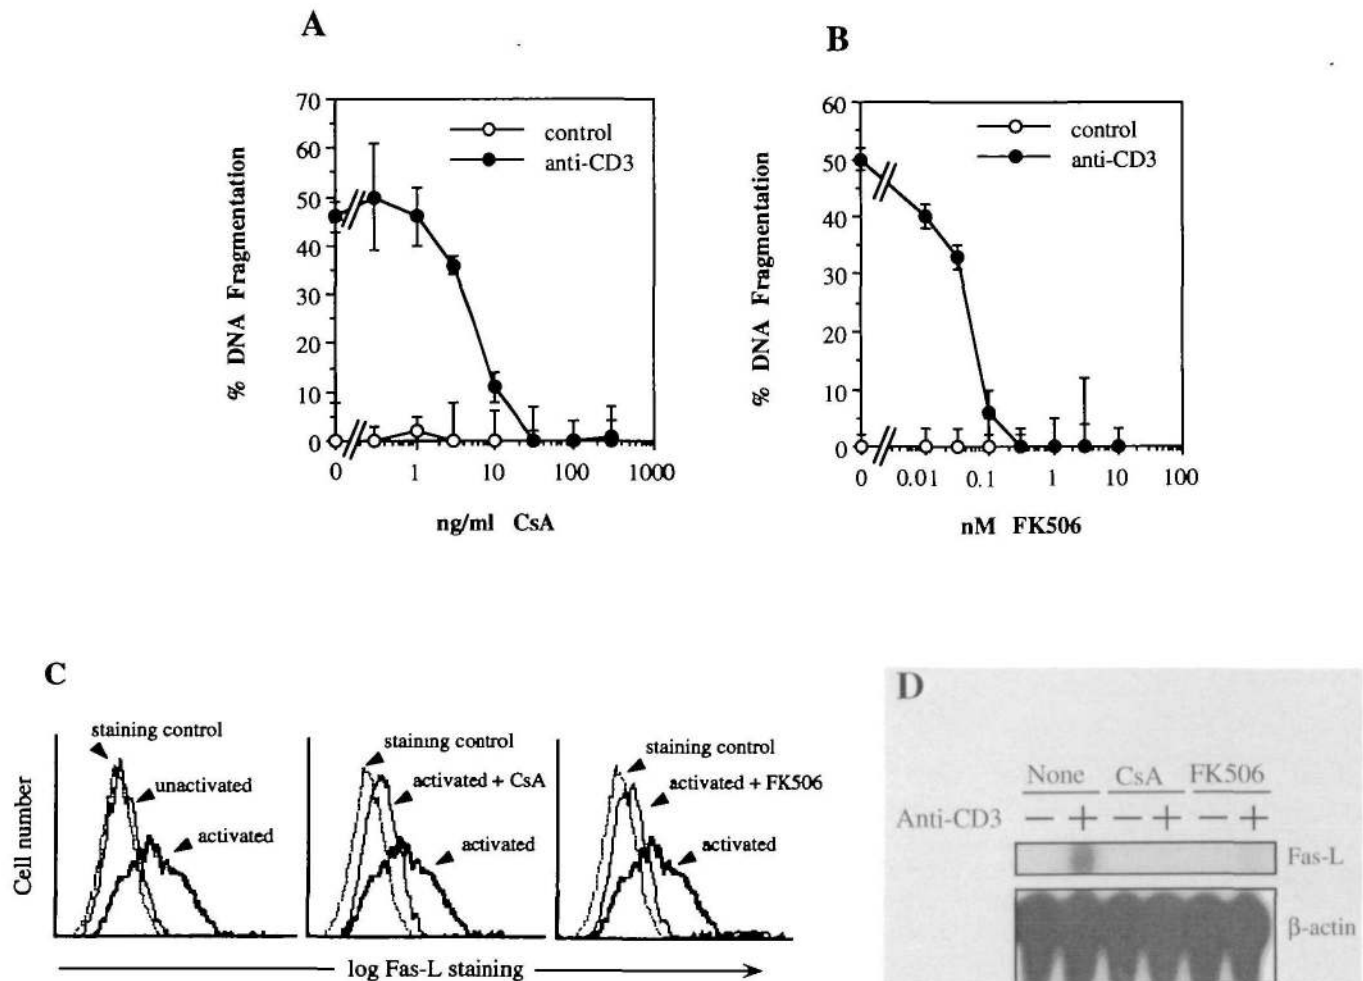 A
70
60
50
40
30
20
10
0
% DNA Fragmentation
control
anti-CD3
0 1 10 100 1000
ng/ml CsA
B
60
50
40
30
20
10
0
% DNA Fragmentation
control
anti-CD3
0 0.01 0.1 1 10 100
nM FK506
C
Cell number
staining control
unactivated
activated
staining control
activated + CsA
activated
staining control
activated + FK506
activated
log Fas-L staining
D
None CsA FK506
Anti-CD3 − + − + − +
Fas-L
β-actin